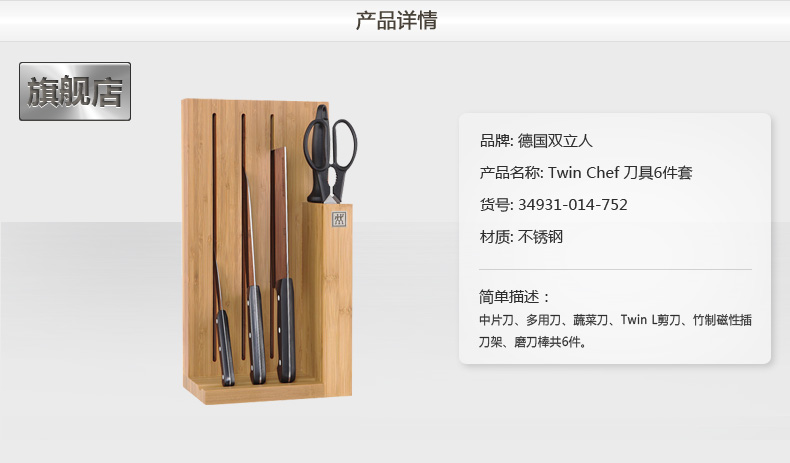 产品详情
旗舰店
品牌: 德国双立人
产品名称: Twin Chef 刀具6件套
货号: 34931-014-752
材质: 不锈钢
简单描述：
中片刀、多用刀、蔬菜刀、Twin L剪刀、竹制磁性插
刀架、磨刀棒共6件。